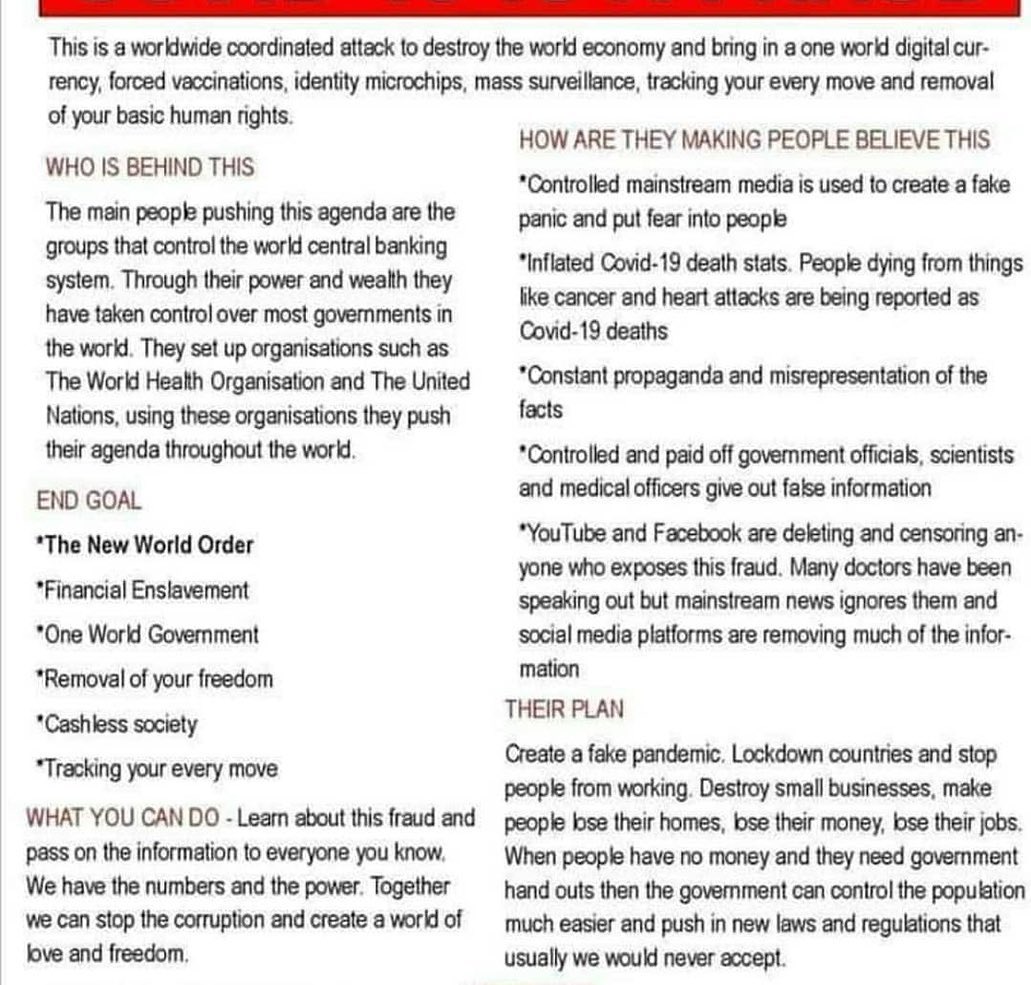 This is a worldwide coordinated attack to destroy the world economy and bring in a one world digital cur-
rency, forced vaccinations, identity microchips, mass surveillance, tracking your every move and removal
of your basic human rights.
WHO IS BEHIND THIS
The main people pushing this agenda are the
groups that control the world central banking
system. Through their power and wealth they
have taken control over most governments in
the world. They set up organisations such as
The World Health Organisation and The United
Nations, using these organisations they push
their agenda throughout the world.
END GOAL
*The New World Order
*Financial Enslavement
*One World Government
*Removal of your freedom
*Cashless society
*Tracking your every move
WHAT YOU CAN DO - Learn about this fraud and
pass on the information to everyone you know.
We have the numbers and the power. Together
we can stop the corruption and create a world of
love and freedom.
HOW ARE THEY MAKING PEOPLE BELIEVE THIS
*Controlled mainstream media is used to create a fake
panic and put fear into people
*Inflated Covid-19 death stats. People dying from things
like cancer and heart attacks are being reported as
Covid-19 deaths
*Constant propaganda and misrepresentation of the
facts
*Controlled and paid off government officials, scientists
and medical officers give out false information
*YouTube and Facebook are deleting and censoring an-
yone who exposes this fraud. Many doctors have been
speaking out but mainstream news ignores them and
social media platforms are removing much of the infor-
mation
THEIR PLAN
Create a fake pandemic. Lockdown countries and stop
people from working. Destroy small businesses, make
people lose their homes, lose their money, lose their jobs.
When people have no money and they need government
hand outs then the government can control the population
much easier and push in new laws and regulations that
usually we would never accept.